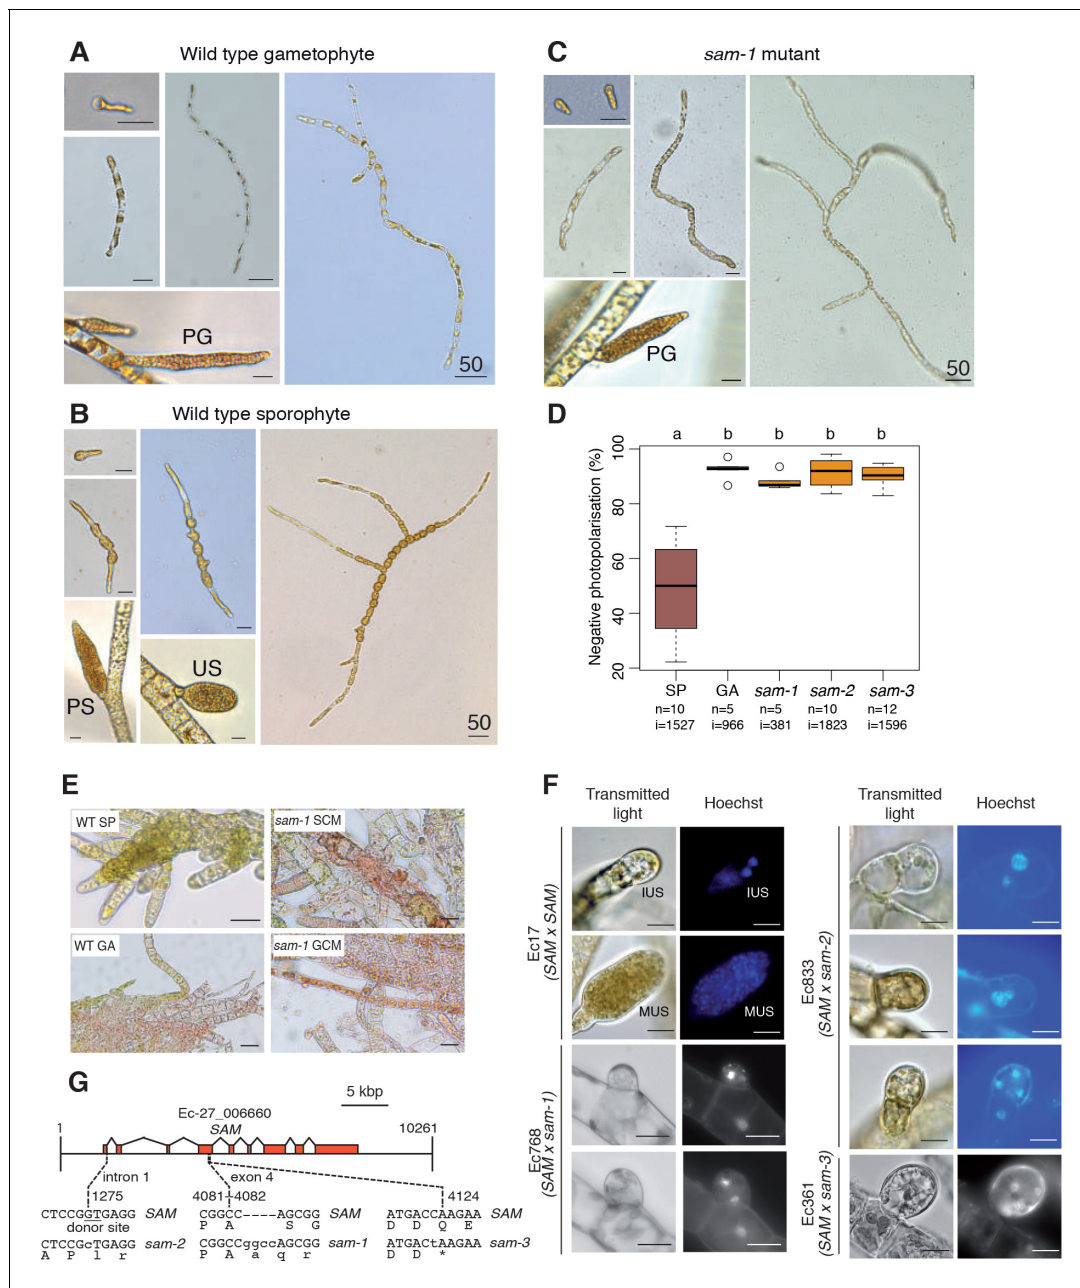 A
Wild type gametophyte
PG
50
B
Wild type sporophyte
PS
US
50
C
sam-1 mutant
PG
50
D
a b b b b
Negative photopolarisation (%)
100
80
60
40
20
SP GA sam-1 sam-2 sam-3
n=10 n=5 n=5 n=10 n=12
i=1527 i=966 i=381 i=1823 i=1596
E
WT SP
sam-1 SCM
WT GA
sam-1 GCM
F
Transmitted light
Hoechst
Transmitted light
Hoechst
Ec17
(SAM x SAM)
IUS
IUS
MUS
MUS
Ec768
(SAM x sam-1)
Ec833
(SAM x sam-2)
Ec361
(SAM x sam-3)
G
5 kbp
Ec-27_006660
1 SAM 10261
intron 1 exon 4
1275 4081–4082 4124
CTCCGGTGAGG SAM CGGCC----AGCGG SAM ATGACCAAGAA SAM
donor site P A S G D D Q E
CTCCGcTGAGG sam-2 CGGCCggccAGCGG sam-1 ATGACtAAGAA sam-3
A P l r P A a q r D D *